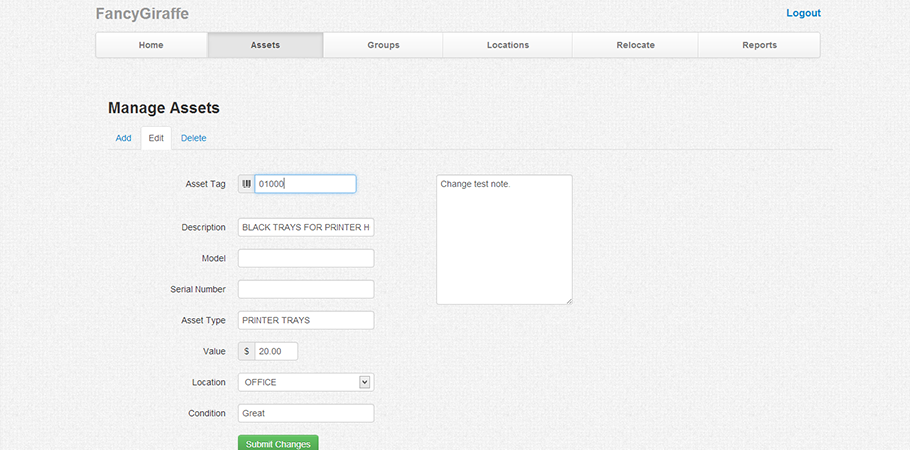 FancyGiraffe
Logout
Home Assets Groups Locations Relocate Reports
Manage Assets
Add Edit Delete
Asset Tag 01000
Change test note.
Description BLACK TRAYS FOR PRINTER H
Model
Serial Number
Asset Type PRINTER TRAYS
Value $ 20.00
Location OFFICE
Condition Great
Submit Changes